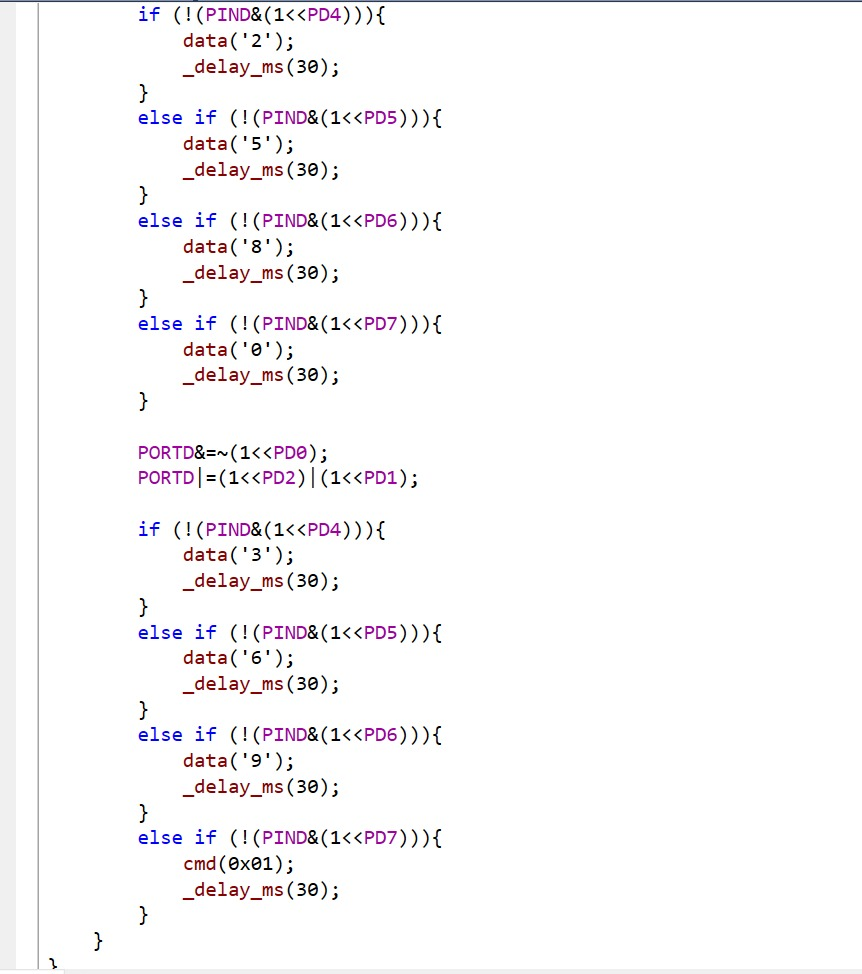 if (!(PIND&(1<<PD4))){
data('2');
_delay_ms(30);
}
else if (!(PIND&(1<<PD5))){
data('5');
_delay_ms(30);
}
else if (!(PIND&(1<<PD6))){
data('8');
_delay_ms(30);
}
else if (!(PIND&(1<<PD7))){
data('0');
_delay_ms(30);
}
PORTD&=~(1<<PD0);
PORTD|=(1<<PD2)|(1<<PD1);
if (!(PIND&(1<<PD4))){
data('3');
_delay_ms(30);
}
else if (!(PIND&(1<<PD5))){
data('6');
_delay_ms(30);
}
else if (!(PIND&(1<<PD6))){
data('9');
_delay_ms(30);
}
else if (!(PIND&(1<<PD7))){
cmd(0x01);
_delay_ms(30);
}
}
}